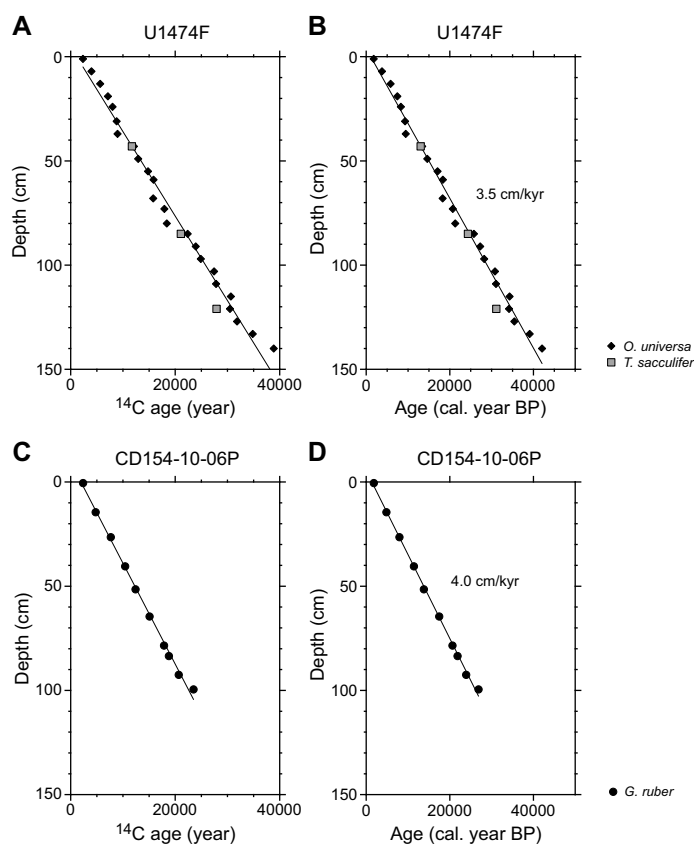 A
U1474F
0
50
100
150
Depth (cm)
0
20000
40000
¹⁴C age (year)
B
U1474F
0
50
100
150
Depth (cm)
3.5 cm/kyr
0
20000
40000
Age (cal. year BP)
O. universa
T. sacculifer
C
CD154-10-06P
0
50
100
150
Depth (cm)
0
20000
40000
¹⁴C age (year)
D
CD154-10-06P
0
50
100
150
Depth (cm)
4.0 cm/kyr
0
20000
40000
Age (cal. year BP)
G. ruber